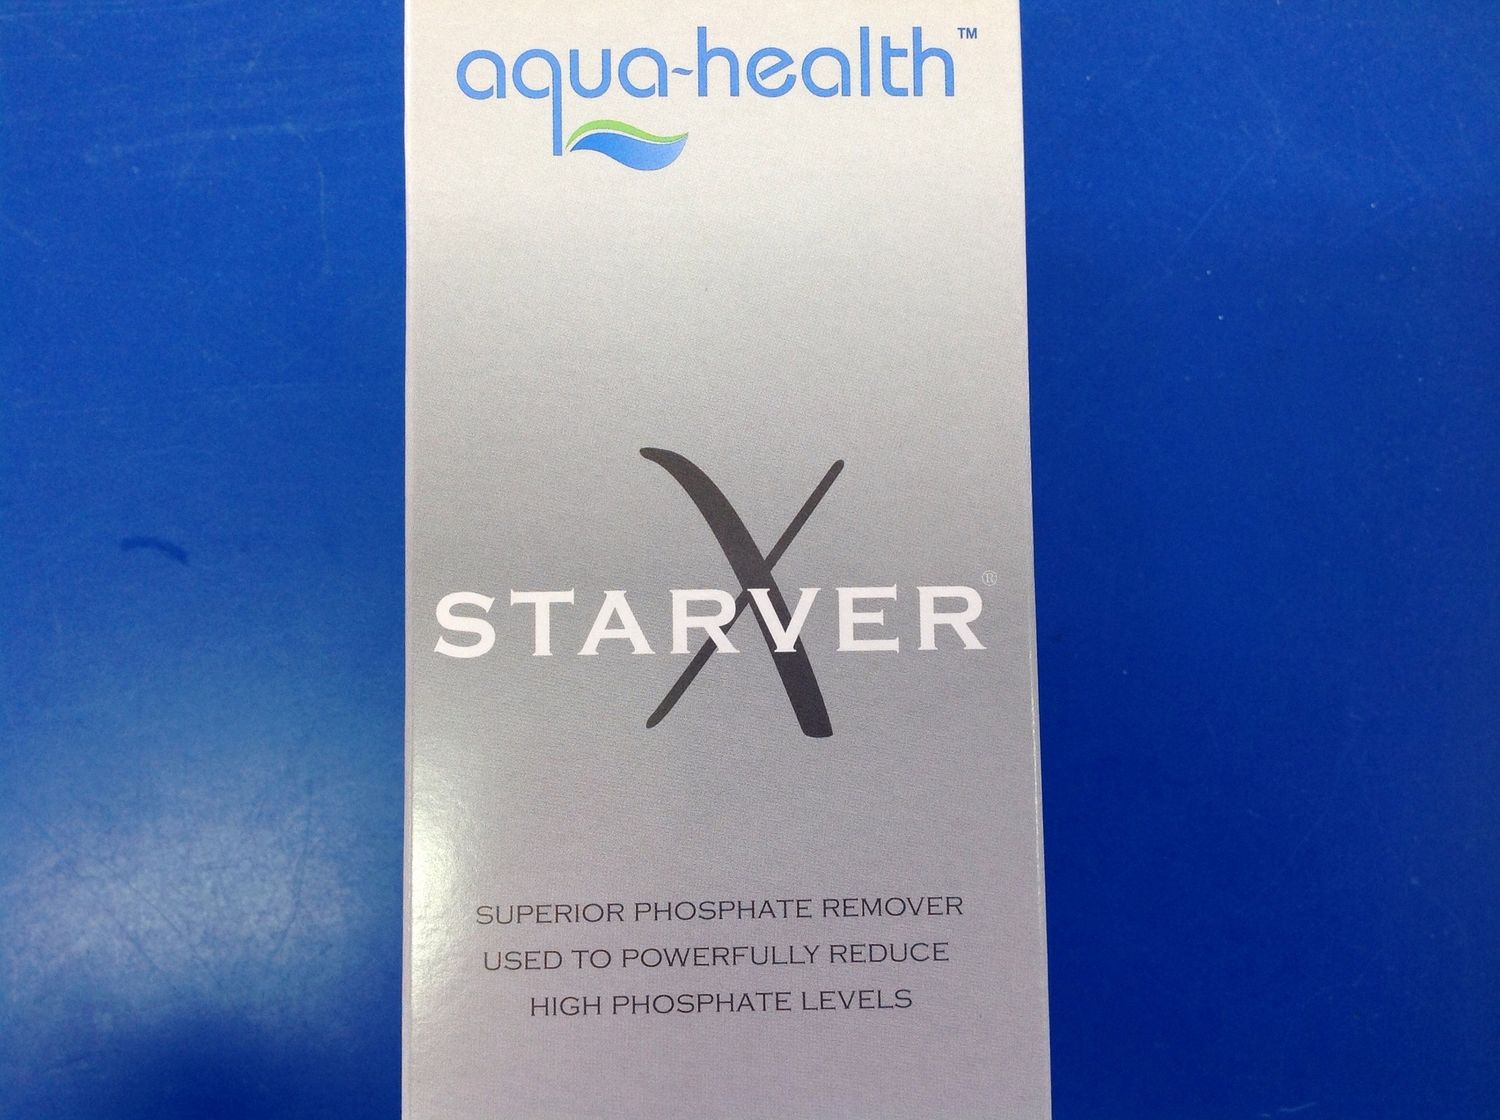 aqua-health™
X
STARVER®
SUPERIOR PHOSPHATE REMOVER
USED TO POWERFULLY REDUCE
HIGH PHOSPHATE LEVELS